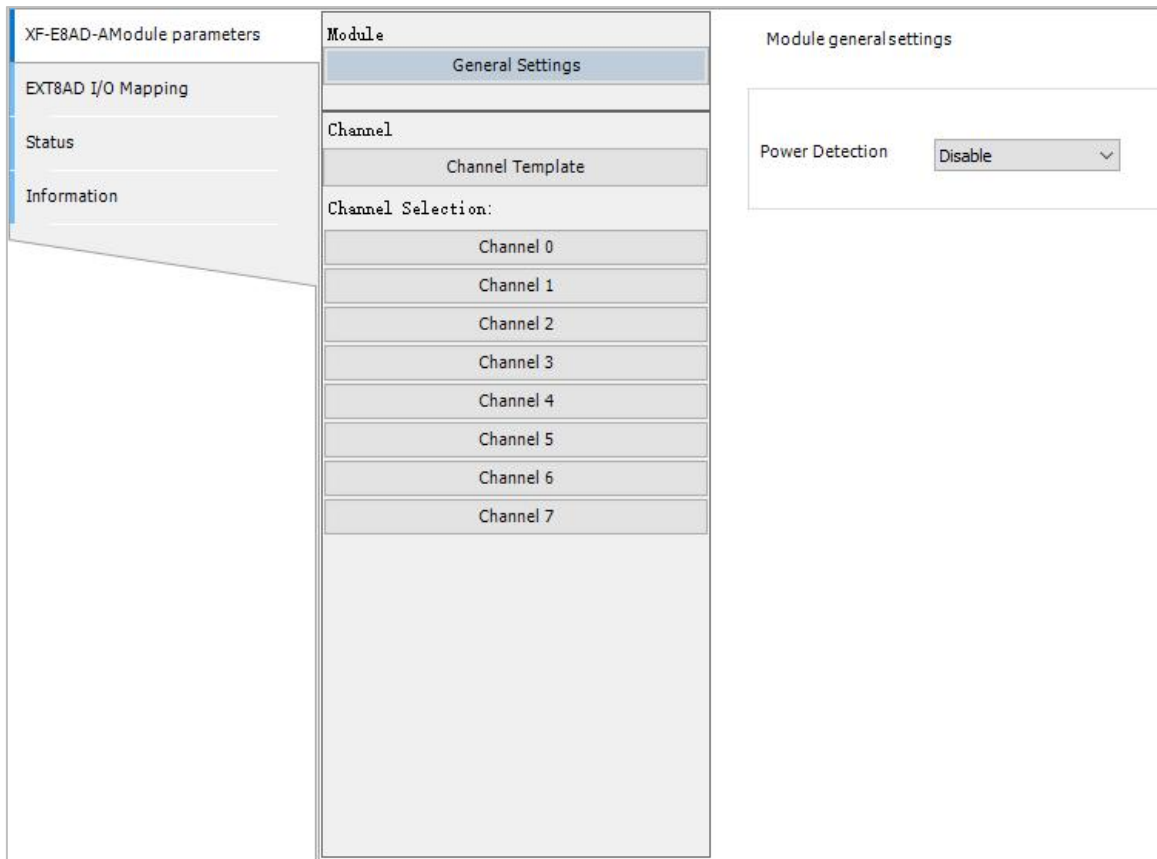 XF-E8AD-AModule parameters
EXT8AD I/O Mapping
Status
Information
Module
General Settings
Channel
Channel Template
Channel Selection:
Channel 0
Channel 1
Channel 2
Channel 3
Channel 4
Channel 5
Channel 6
Channel 7
Module general settings
Power Detection
Disable